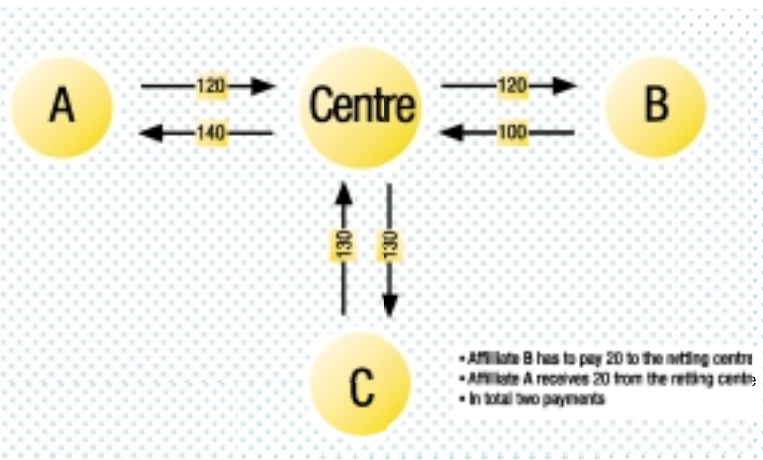 A
120
140
Centre
120
100
B
130
130
C
• Affiliate B has to pay 20 to the netting centre
• Affiliate A receives 20 from the netting centre
• In total two payments